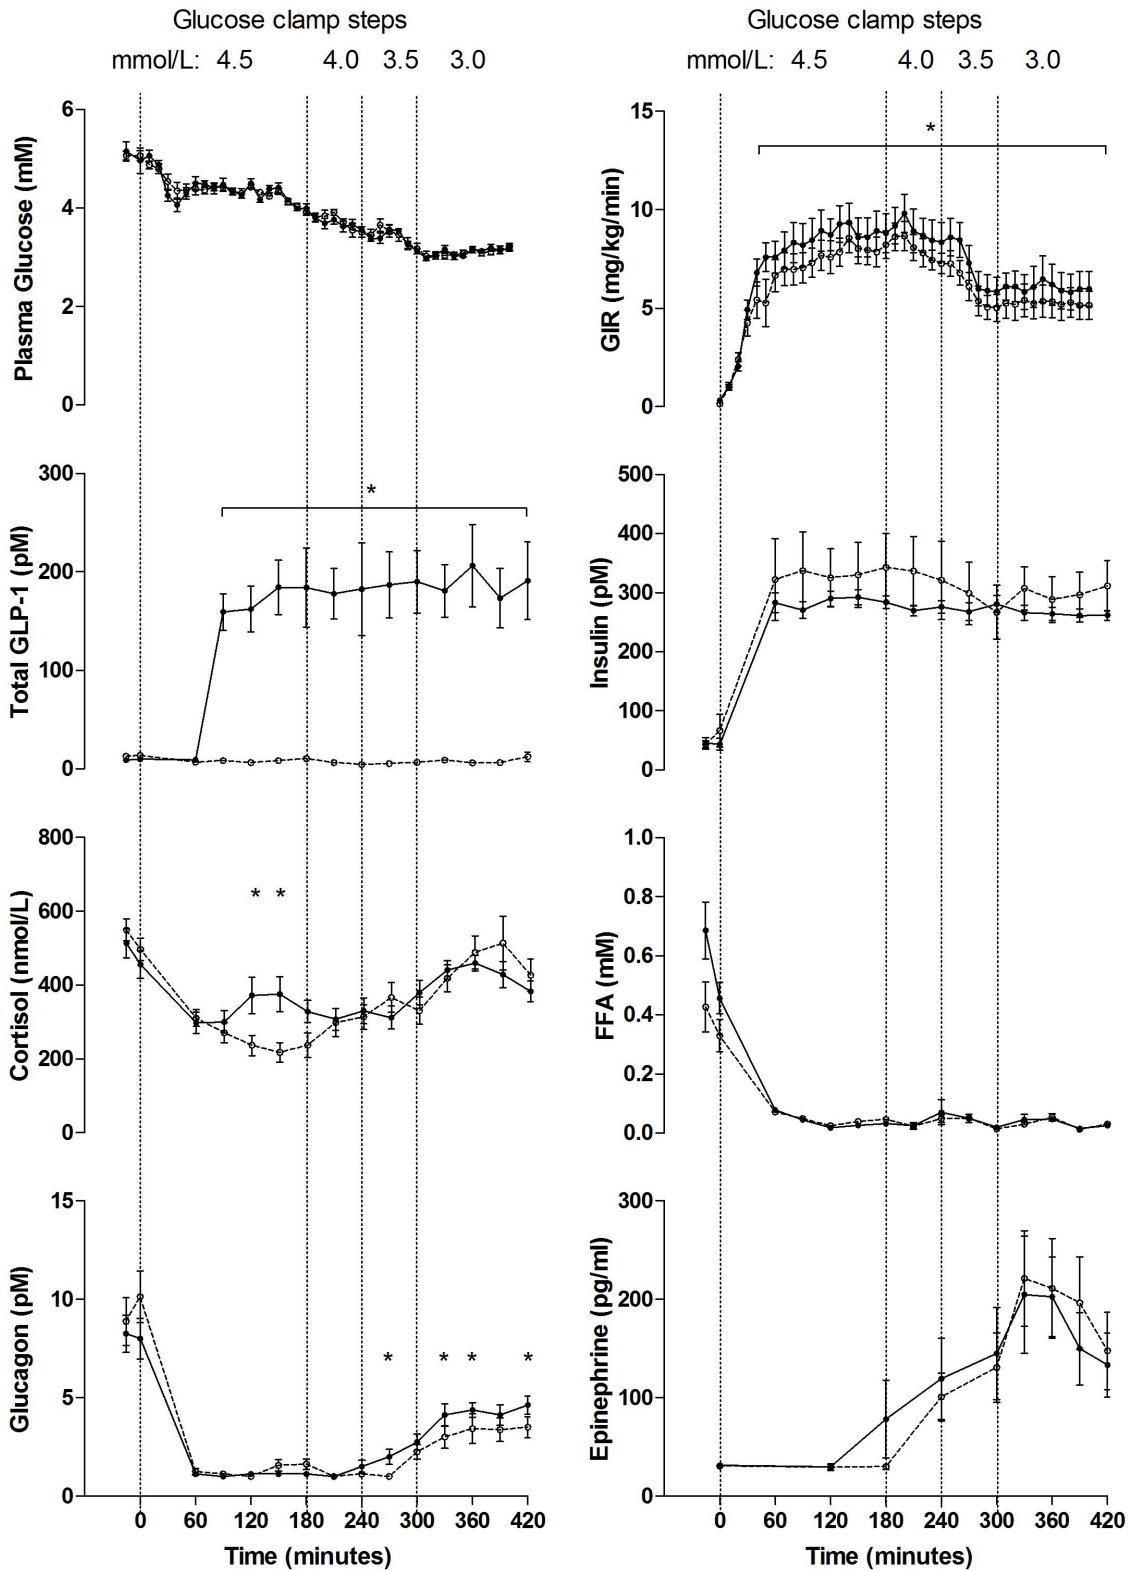 Glucose clamp steps
mmol/L: 4.5 4.0 3.5 3.0
Plasma Glucose (mM)
6
4
2
0
Total GLP-1 (pM)
300
200
100
0
*
Cortisol (nmol/L)
800
600
400
200
0
* *
Glucagon (pM)
15
10
5
0
* * * *
0 60 120 180 240 300 360 420
Time (minutes)
Glucose clamp steps
mmol/L: 4.5 4.0 3.5 3.0
GIR (mg/kg/min)
15
10
5
0
*
Insulin (pM)
500
400
300
200
100
0
FFA (mM)
1.0
0.8
0.6
0.4
0.2
0.0
Epinephrine (pg/ml)
300
200
100
0
0 60 120 180 240 300 360 420
Time (minutes)